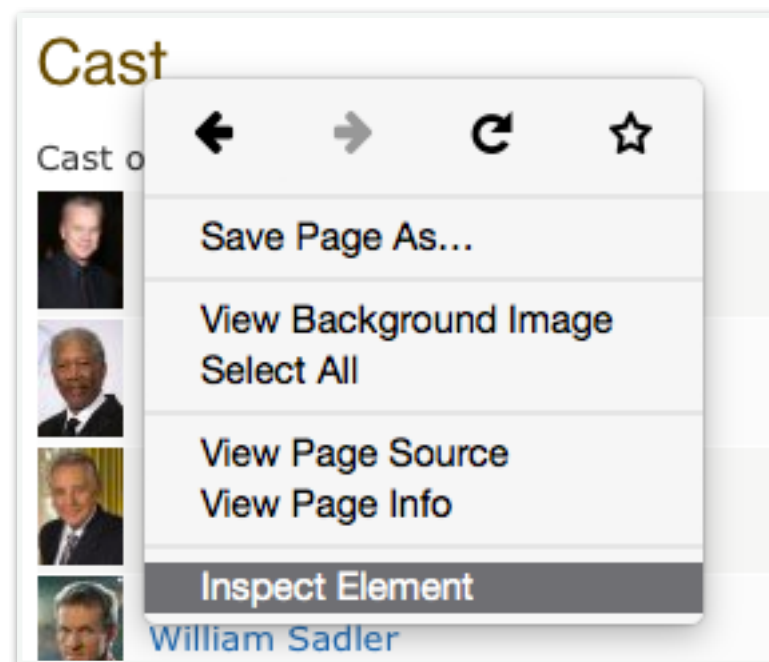 Cast
Cast o
Save Page As...
View Background Image
Select All
View Page Source
View Page Info
Inspect Element
William Sadler